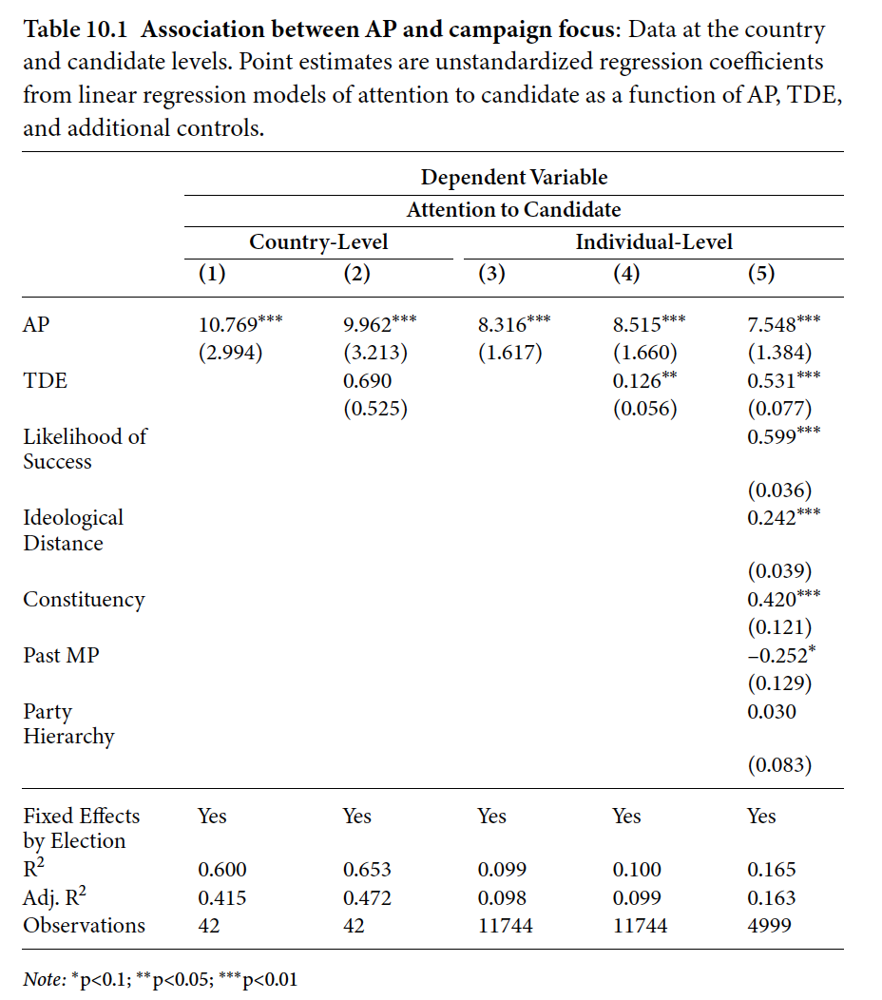 Table 10.1 Association between AP and campaign focus: Data at the country
and candidate levels. Point estimates are unstandardized regression coefficients
from linear regression models of attention to candidate as a function of AP, TDE,
and additional controls.
Dependent Variable
Attention to Candidate
Country-Level Individual-Level
(1) (2) (3) (4) (5)
AP 10.769*** 9.962*** 8.316*** 8.515*** 7.548***
(2.994) (3.213) (1.617) (1.660) (1.384)
TDE 0.690 0.126** 0.531***
(0.525) (0.056) (0.077)
Likelihood of 0.599***
Success
(0.036)
Ideological 0.242***
Distance
(0.039)
Constituency 0.420***
(0.121)
Past MP –0.252*
(0.129)
Party 0.030
Hierarchy
(0.083)
Fixed Effects Yes Yes Yes Yes Yes
by Election
R² 0.600 0.653 0.099 0.100 0.165
Adj. R² 0.415 0.472 0.098 0.099 0.163
Observations 42 42 11744 11744 4999
Note: *p<0.1; **p<0.05; ***p<0.01